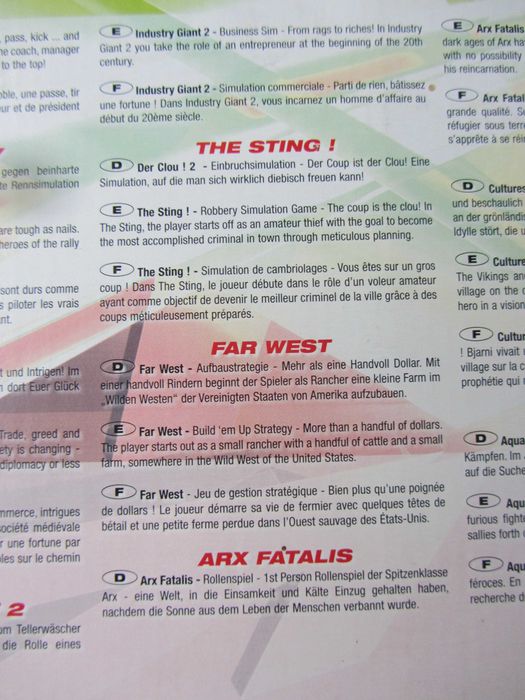 , pass, kick ... and
he coach, manager
to the top!
ble, une passe, tir
ur et de président
gegen beinharte
te Rennsimulation
are tough as nails.
heroes of the rally
sont durs comme
s piloter les vrais
nt.
t und Intrigen! Im
n dort Euer Glück
Trade, greed and
ety is changing -
diplomacy or less
mmerce, intrigues
société médiévale
r une fortune par
les sur le chemin
2
om Tellerwäscher
die Rolle eines
E Industry Giant 2 - Business Sim - From rags to riches! In Industry
Giant 2 you take the role of an entrepreneur at the beginning of the 20th
century.
F Industry Giant 2 - Simulation commerciale - Parti de rien, bâtissez
une fortune ! Dans Industry Giant 2, vous incarnez un homme d'affaire au
début du 20ème siècle.
THE STING !
D Der Clou ! 2 - Einbruchsimulation - Der Coup ist der Clou! Eine
Simulation, auf die man sich wirklich diebisch freuen kann!
E The Sting ! - Robbery Simulation Game - The coup is the clou! In
The Sting, the player starts off as an amateur thief with the goal to become
the most accomplished criminal in town through meticulous planning.
F The Sting ! - Simulation de cambriolages - Vous êtes sur un gros
coup ! Dans The Sting, le joueur débute dans le rôle d'un voleur amateur
ayant comme objectif de devenir le meilleur criminel de la ville grâce à des
coups méticuleusement préparés.
FAR WEST
D Far West - Aufbaustrategie - Mehr als eine Handvoll Dollar. Mit
einer handvoll Rindern beginnt der Spieler als Rancher eine kleine Farm im
„Wilden Westen“ der Vereinigten Staaten von Amerika aufzubauen.
E Far West - Build 'em Up Strategy - More than a handful of dollars.
The player starts out as a small rancher with a handful of cattle and a small
farm, somewhere in the Wild West of the United States.
F Far West - Jeu de gestion stratégique - Bien plus qu'une poignée
de dollars ! Le joueur démarre sa vie de fermier avec quelques têtes de
bétail et une petite ferme perdue dans l'Ouest sauvage des États-Unis.
ARX FATALIS
D Arx Fatalis - Rollenspiel - 1st Person Rollenspiel der Spitzenklasse
Arx - eine Welt, in die Einsamkeit und Kälte Einzug gehalten haben,
nachdem die Sonne aus dem Leben der Menschen verbannt wurde.
E Arx Fatalis
dark ages of Arx ha
with no possibility
his reincarnation.
F Arx Fatal
grande qualité. S
réfugier sous terr
s'apprête à se réin
D Cultures
und beschaulich
an der grönländi
Idylle stört, die u
E Culture
The Vikings an
village on the c
hero in a vision
F Cultur
! Bjarni vivait
village sur la c
prophétie qui
D Aqua
Kämpfen. Im
auf die Suche
E Aqu
furious fight
sallies forth
F Aqu
féroces. En
recherche d